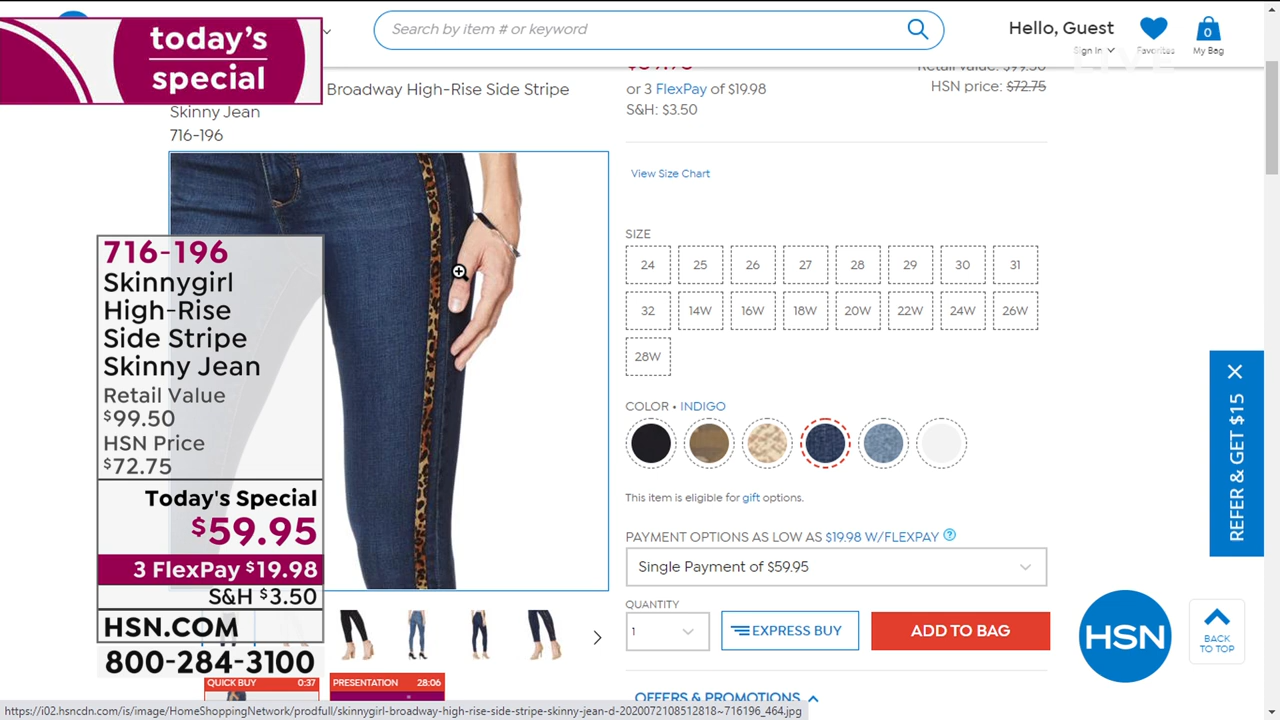 today's
special
Search by item # or keyword
Hello, Guest
Sign In
Favorites
0
My Bag
Broadway High-Rise Side Stripe
Skinny Jean
716-196
$59.95
or 3 FlexPay of $19.98
S&H: $3.50
Retail value: $99.50
HSN price: $72.75
View Size Chart
SIZE
24 25 26 27 28 29 30 31
32 14W 16W 18W 20W 22W 24W 26W
28W
COLOR • INDIGO
This item is eligible for gift options.
PAYMENT OPTIONS AS LOW AS $19.98 W/FLEXPAY ?
Single Payment of $59.95
QUANTITY
1
EXPRESS BUY
ADD TO BAG
OFFERS & PROMOTIONS
716-196
Skinnygirl
High-Rise
Side Stripe
Skinny Jean
Retail Value
$99.50
HSN Price
$72.75
Today's Special
$59.95
3 FlexPay $19.98
S&H $3.50
HSN.COM
800-284-3100
QUICK BUY 0:37
PRESENTATION 28:06
REFER & GET $15
HSN
BACK
TO TOP
https://i02.hsncdn.com/is/image/HomeShoppingNetwork/prodfull/skinnygirl-broadway-high-rise-side-stripe-skinny-jean-d-2020072108512818~716196_464.jpg